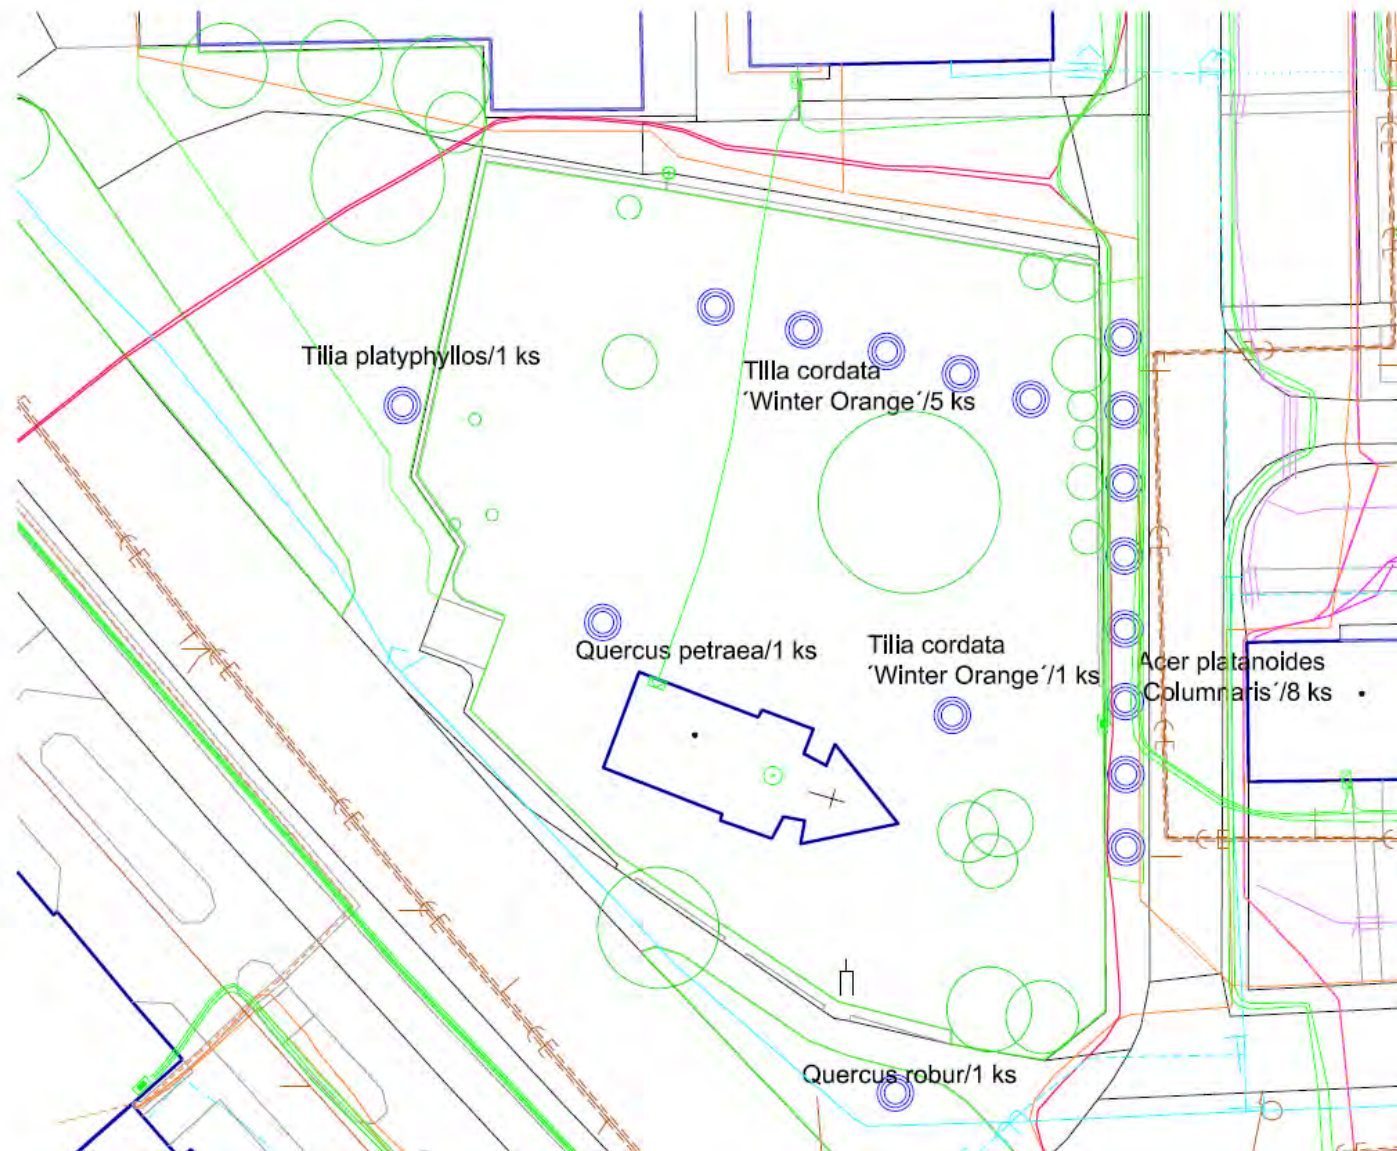 Tilia platyphyllos/1 ks
TIlla cordata
´Winter Orange´/5 ks
Quercus petraea/1 ks
Tilia cordata
´Winter Orange´/1 ks
Acer platanoides
´Columnaris´/8 ks
Quercus robur/1 ks